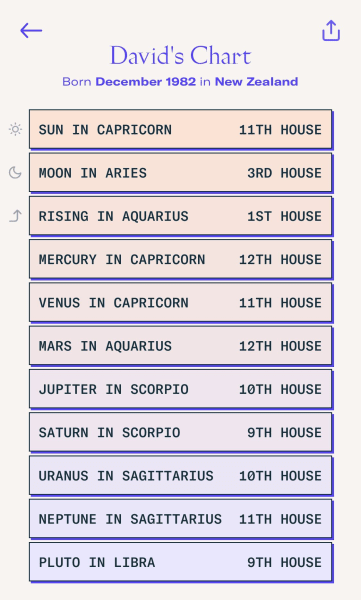 David's Chart
Born December 1982 in New Zealand
SUN IN CAPRICORN 11TH HOUSE
MOON IN ARIES 3RD HOUSE
RISING IN AQUARIUS 1ST HOUSE
MERCURY IN CAPRICORN 12TH HOUSE
VENUS IN CAPRICORN 11TH HOUSE
MARS IN AQUARIUS 12TH HOUSE
JUPITER IN SCORPIO 10TH HOUSE
SATURN IN SCORPIO 9TH HOUSE
URANUS IN SAGITTARIUS 10TH HOUSE
NEPTUNE IN SAGITTARIUS 11TH HOUSE
PLUTO IN LIBRA 9TH HOUSE